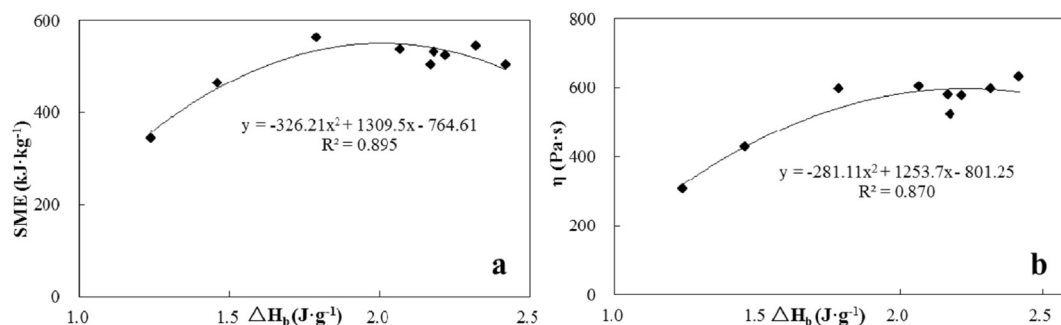 600
400
200
0
SME (kJ·kg⁻¹)
y = -326.21x² + 1309.5x - 764.61
R² = 0.895
a
1.0 1.5 2.0 2.5
△H_b (J·g⁻¹)
800
600
400
200
0
η (Pa·s)
y = -281.11x² + 1253.7x - 801.25
R² = 0.870
b
1.0 1.5 2.0 2.5
△H_b (J·g⁻¹)